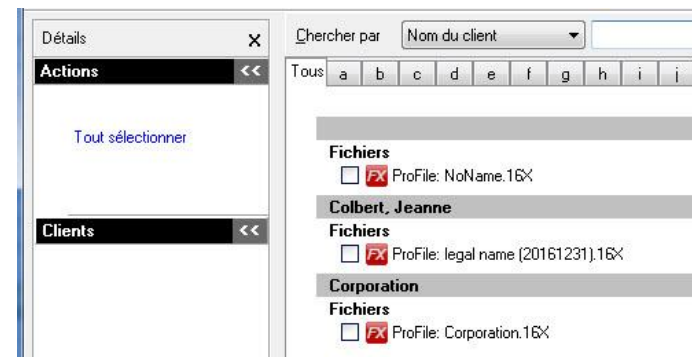 Détails X
Actions <<
Tout sélectionner
Clients <<
Chercher par Nom du client
Tous a b c d e f g h i j
Fichiers
FX ProFile: NoName.16X
Colbert, Jeanne
Fichiers
FX ProFile: legal name (20161231).16X
Corporation
Fichiers
FX ProFile: Corporation.16X